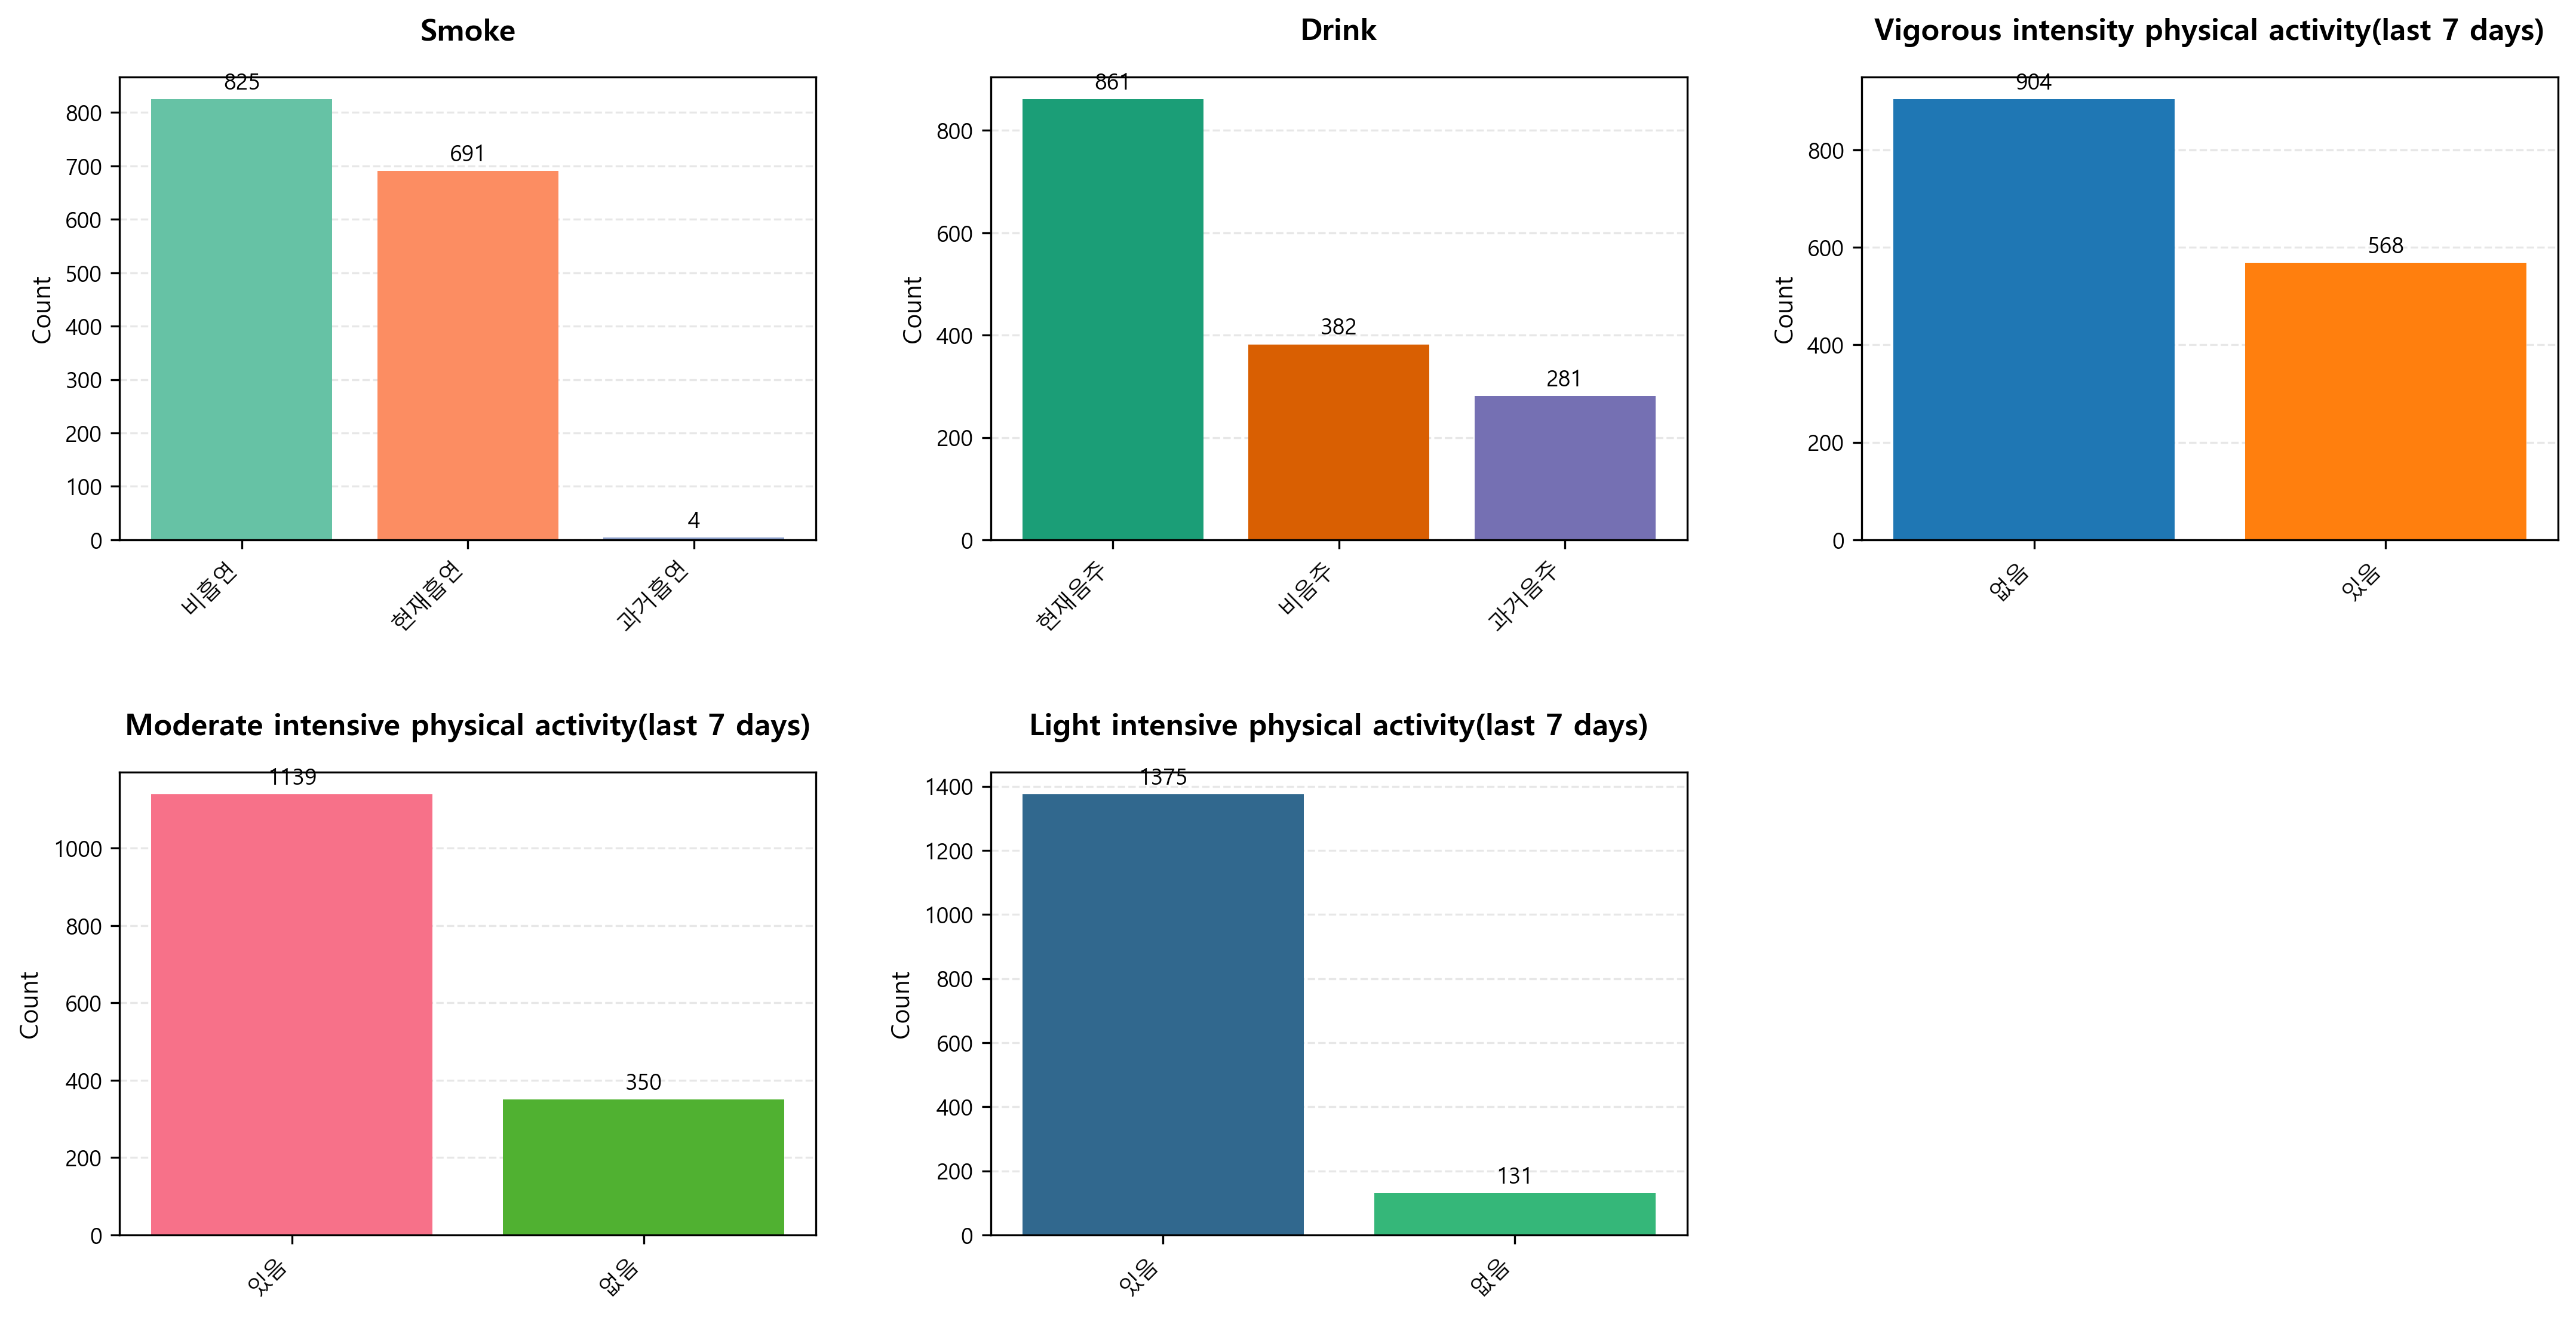 Smoke
825
691
4
Count
800
700
600
500
400
300
200
100
0
비흡연
현재흡연
과거흡연
Drink
861
382
281
Count
800
600
400
200
0
현재음주
비음주
과거음주
Vigorous intensity physical activity(last 7 days)
904
568
Count
800
600
400
200
0
없음
있음
Moderate intensive physical activity(last 7 days)
1139
350
Count
1000
800
600
400
200
0
있음
없음
Light intensive physical activity(last 7 days)
1375
131
Count
1400
1200
1000
800
600
400
200
0
있음
없음